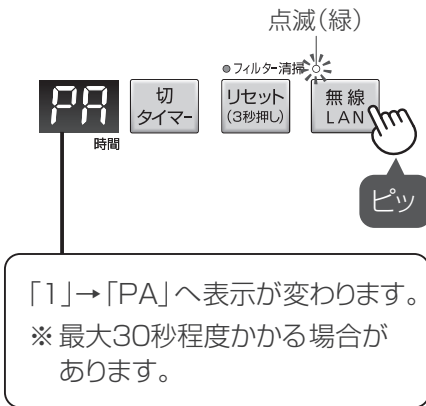 点滅（緑）
●フィルター清掃
PA
切
タイマー
リセット
(3秒押し)
無線
LAN
時間
ピッ
「1」→「PA」へ表示が変わります。
※ 最大30秒程度かかる場合が
あります。